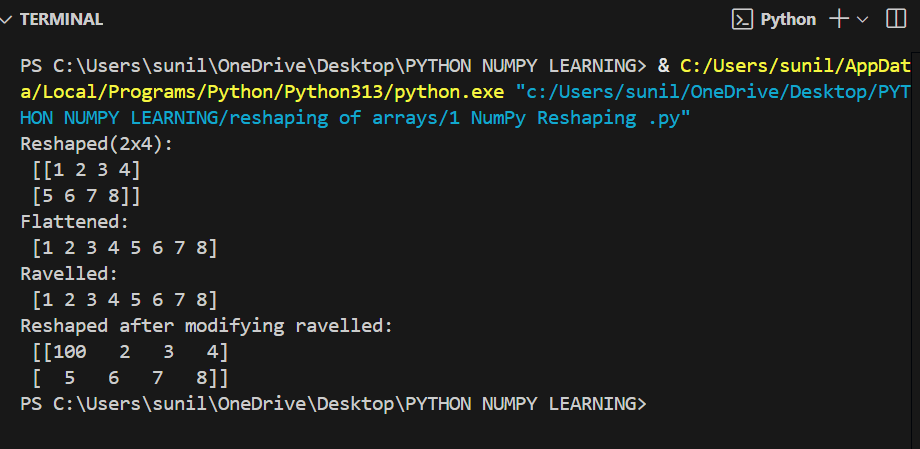 TERMINAL
Python
PS C:\Users\sunil\OneDrive\Desktop\PYTHON NUMPY LEARNING> & C:/Users/sunil/AppDat
a/Local/Programs/Python/Python313/python.exe "c:/Users/sunil/OneDrive/Desktop/PYT
HON NUMPY LEARNING/reshaping of arrays/1 NumPy Reshaping .py"
Reshaped(2x4):
 [[1 2 3 4]
 [5 6 7 8]]
Flattened:
 [1 2 3 4 5 6 7 8]
Ravelled:
 [1 2 3 4 5 6 7 8]
Reshaped after modifying ravelled:
 [[100   2   3   4]
 [  5   6   7   8]]
PS C:\Users\sunil\OneDrive\Desktop\PYTHON NUMPY LEARNING>